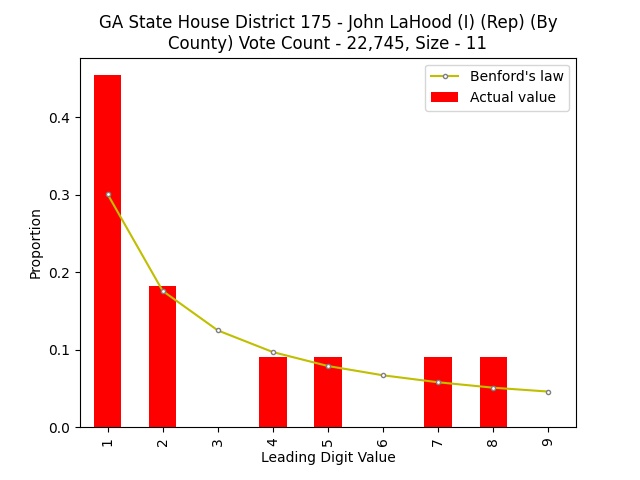 GA State House District 175 - John LaHood (I) (Rep) (By
County) Vote Count - 22,745, Size - 11
Benford's law
Actual value
Proportion
0.4
0.3
0.2
0.1
0.0
1 2 3 4 5 6 7 8 9
Leading Digit Value